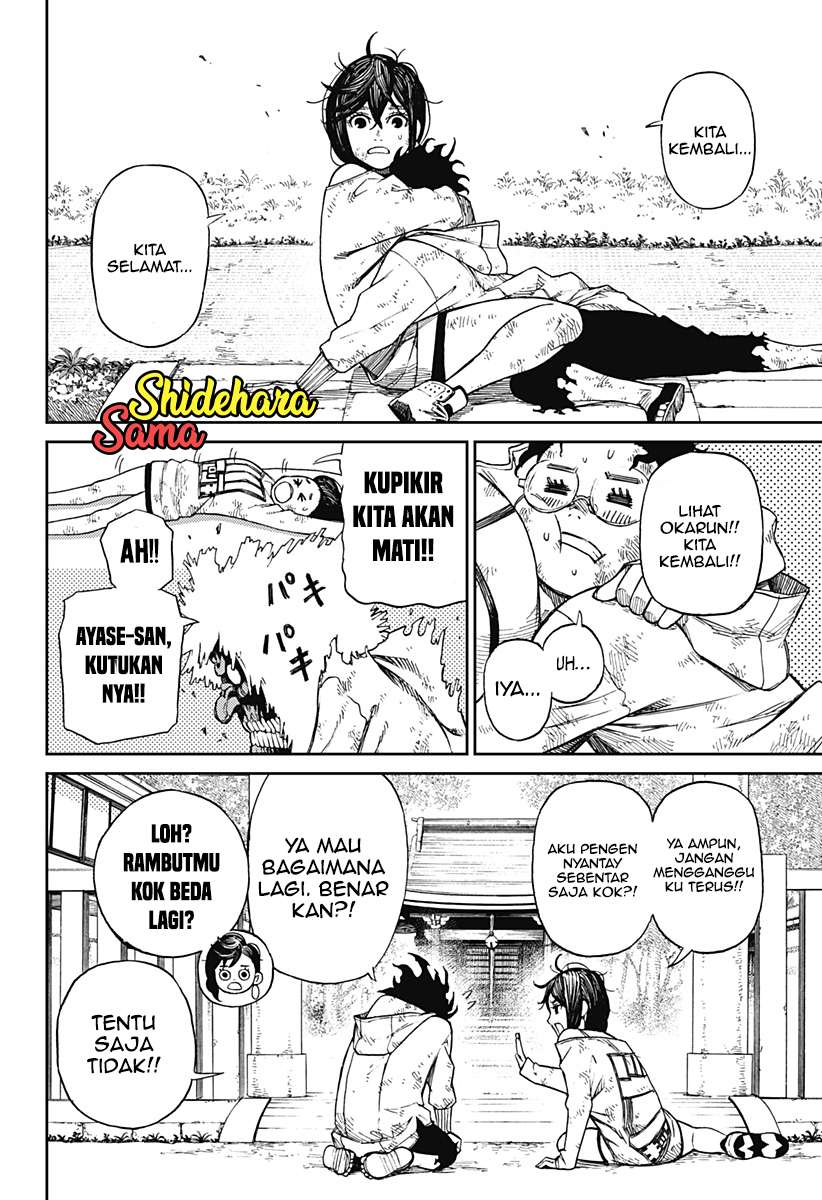 KITA
KEMBALI...
KITA
SELAMAT...
Shidehara
Sama
LIHAT
OKARUN!!
KITA
KEMBALI!!
UH...
IYA...
KUPIKIR
KITA AKAN
MATI!!
パキ
パキ
AH!!
AYASE-SAN,
KUTUKAN
NYA!!
YA AMPUN,
JANGAN
MENGGANGGU
KU TERUS!!
AKU PENGEN
NYANTAY
SEBENTAR
SAJA KOK?!
YA MAU
BAGAIMANA
LAGI. BENAR
KAN?!
LOH?
RAMBUTMU
KOK BEDA
LAGI?
TENTU
SAJA
TIDAK!!